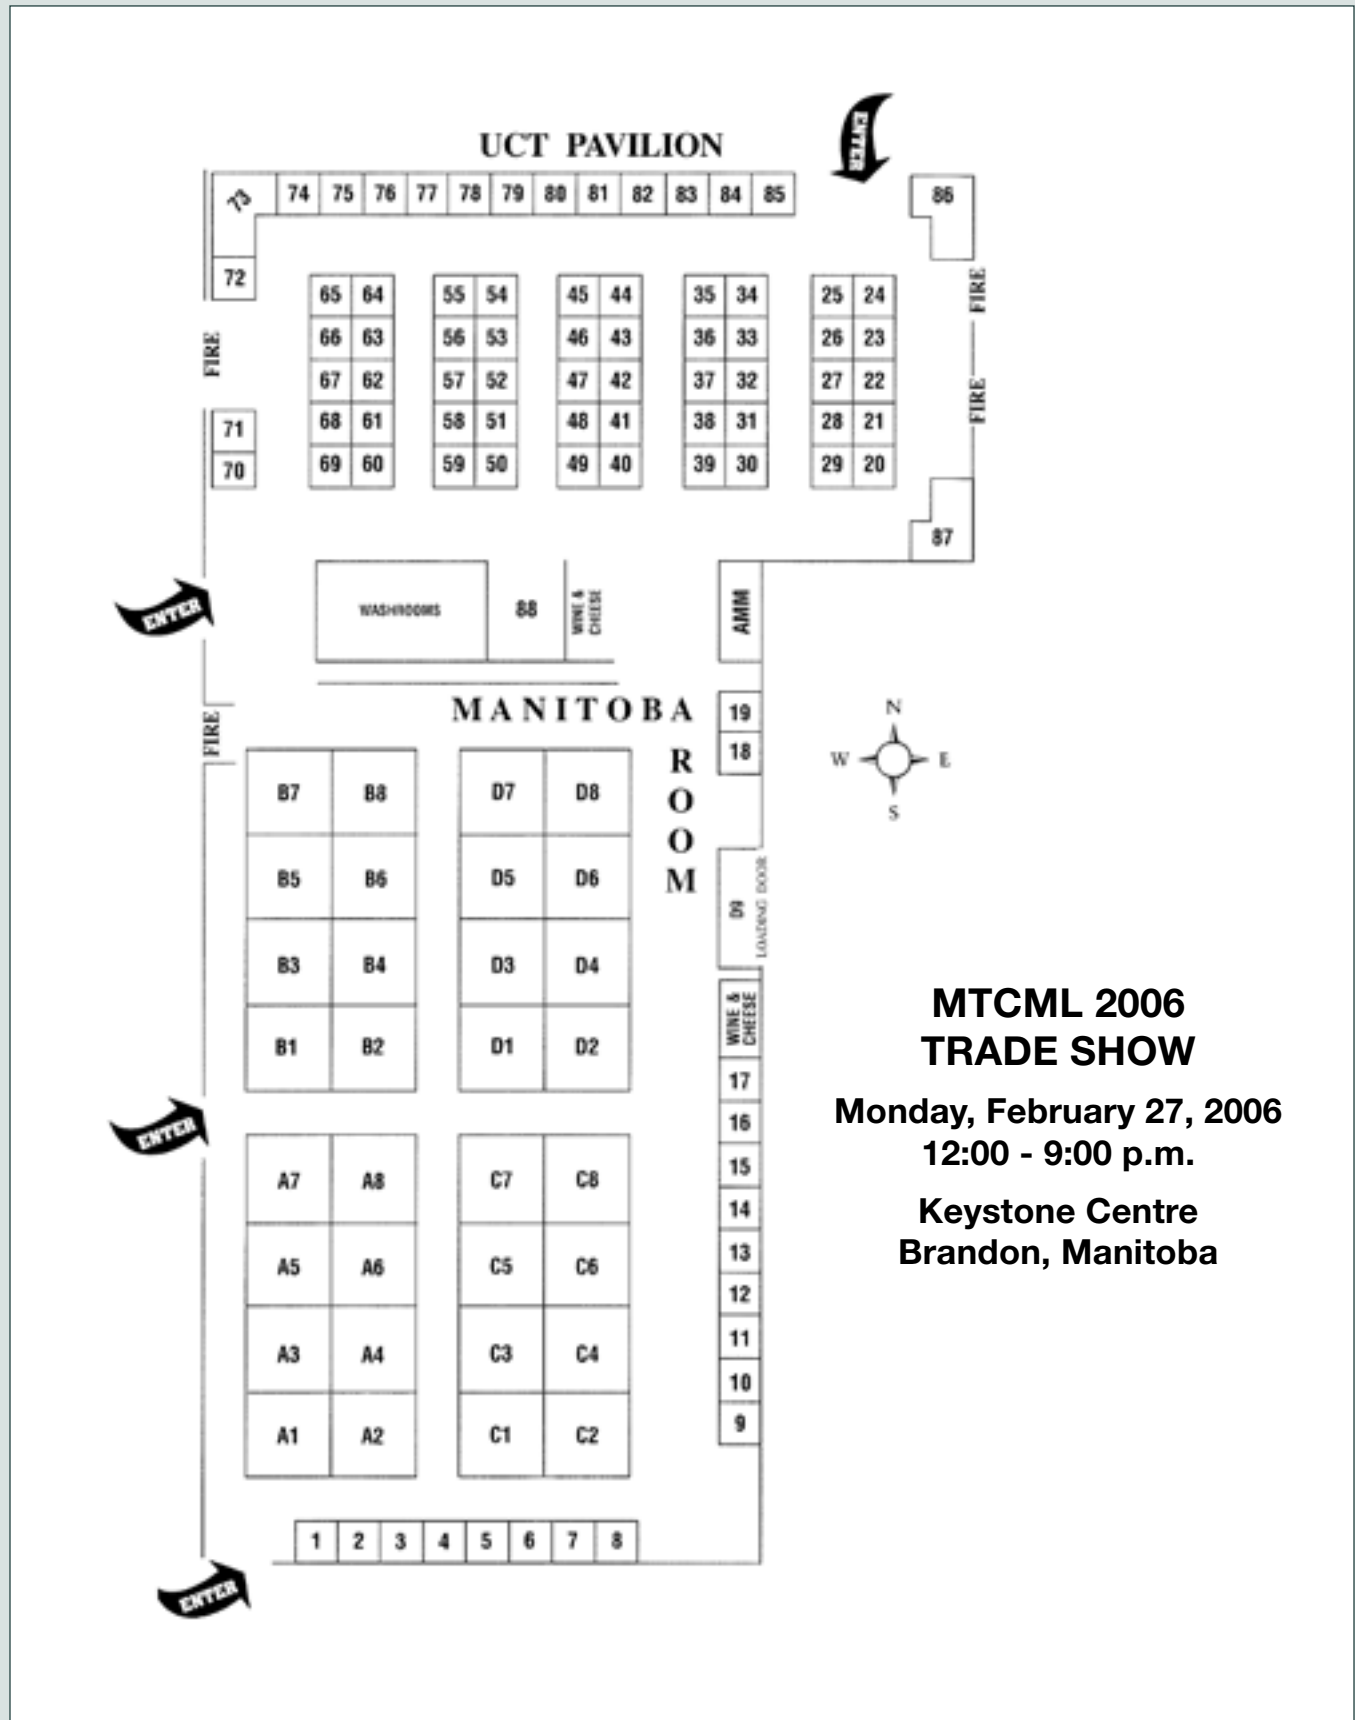 UCT PAVILION
ENTER
73 74 75 76 77 78 79 80 81 82 83 84 85 86
72
65 64 55 54 45 44 35 34 25 24
FIRE
66 63 56 53 46 43 36 33 26 23
FIRE
67 62 57 52 47 42 37 32 27 22
FIRE
71 68 61 58 51 48 41 38 31 28 21
70 69 60 59 50 49 40 39 30 29 20
87
ENTER
WASHROOMS
88
WINE &
CHEESE
AMM
MANITOBA
ROOM
FIRE
19
18
N
W E
S
B7 B8 D7 D8
B5 B6 D5 D6
D9
LOADING DOOR
B3 B4 D3 D4
WINE &
CHEESE
B1 B2 D1 D2
17
ENTER
16
A7 A8 C7 C8
15
14
A5 A6 C5 C6
13
12
A3 A4 C3 C4
11
10
A1 A2 C1 C2
9
1 2 3 4 5 6 7 8
ENTER
MTCML 2006
TRADE SHOW
Monday, February 27, 2006
12:00 - 9:00 p.m.
Keystone Centre
Brandon, Manitoba